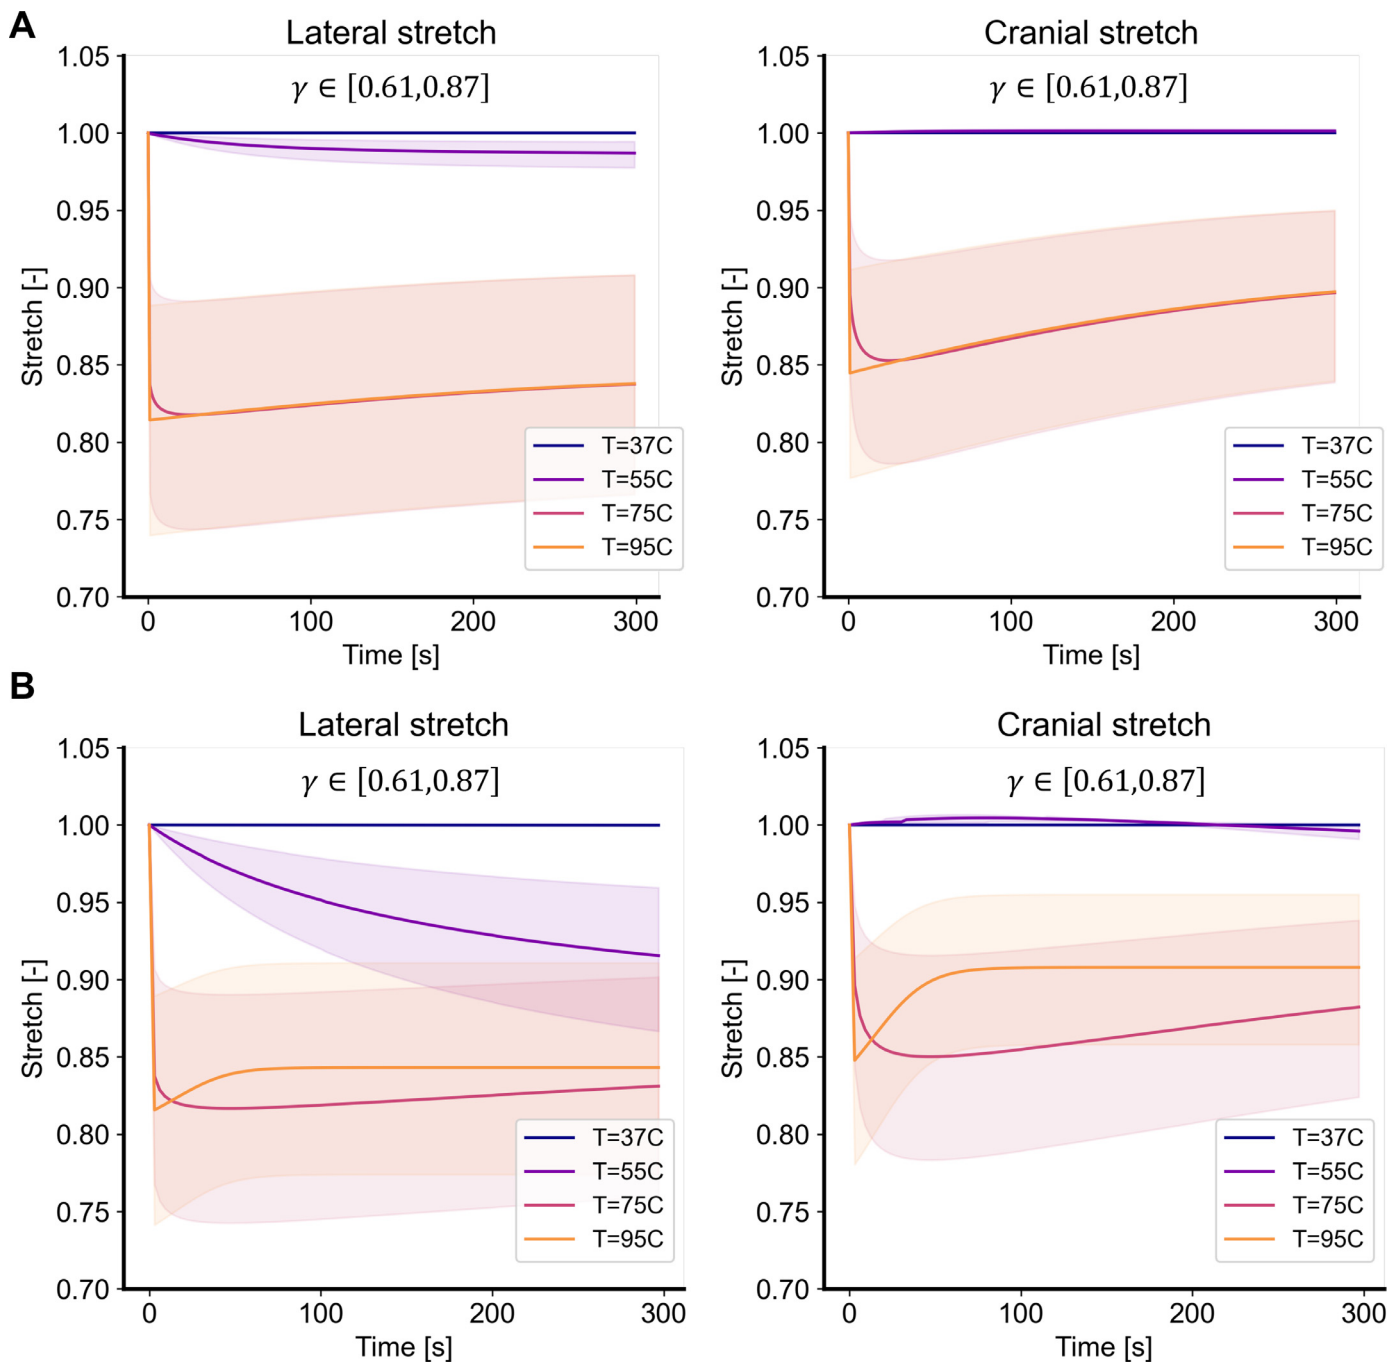 A
Lateral stretch
γ ∈ [0.61,0.87]
1.05
1.00
0.95
0.90
0.85
0.80
0.75
0.70
Stretch [-]
0
100
200
300
Time [s]
T=37C
T=55C
T=75C
T=95C
Cranial stretch
γ ∈ [0.61,0.87]
1.05
1.00
0.95
0.90
0.85
0.80
0.75
0.70
Stretch [-]
0
100
200
300
Time [s]
T=37C
T=55C
T=75C
T=95C
B
Lateral stretch
γ ∈ [0.61,0.87]
1.05
1.00
0.95
0.90
0.85
0.80
0.75
0.70
Stretch [-]
0
100
200
300
Time [s]
T=37C
T=55C
T=75C
T=95C
Cranial stretch
γ ∈ [0.61,0.87]
1.05
1.00
0.95
0.90
0.85
0.80
0.75
0.70
Stretch [-]
0
100
200
300
Time [s]
T=37C
T=55C
T=75C
T=95C